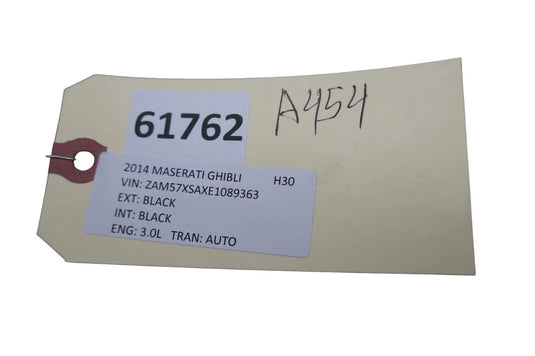 61762
A454
2014 MASERATI GHIBLI H30
VIN: ZAM57XSAXE1089363
EXT: BLACK
INT: BLACK
ENG: 3.0L TRAN: AUTO